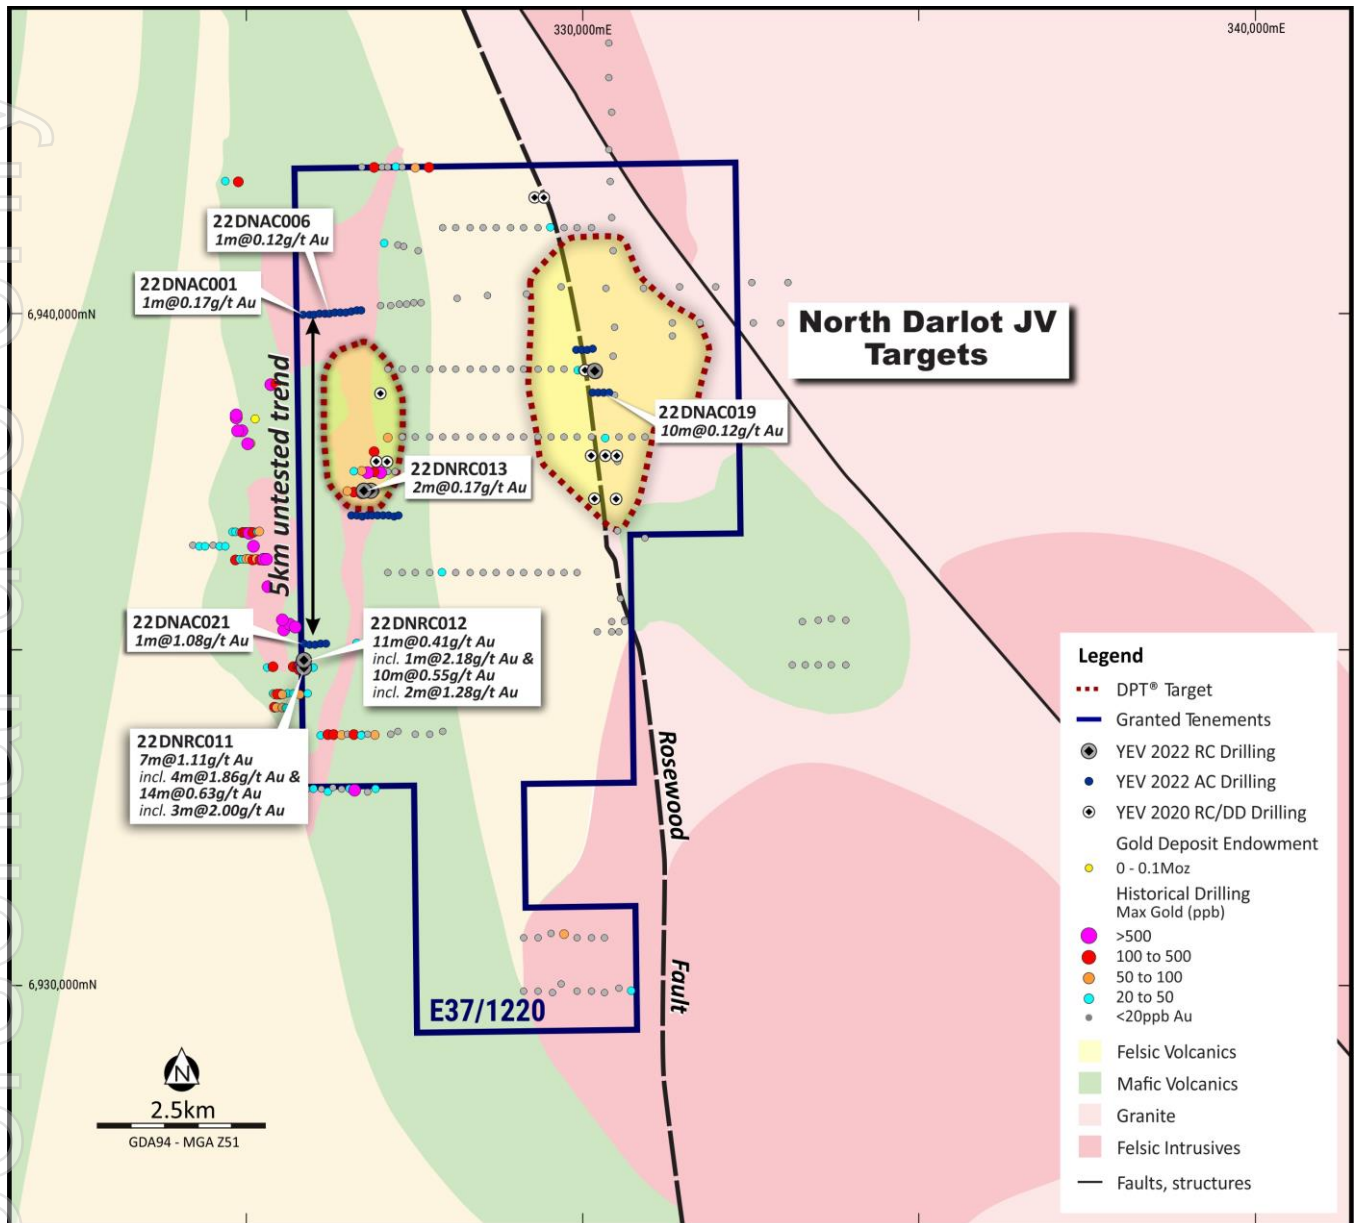 330,000mE
340,000mE
22DNAC006
1m@0.12g/t Au
22DNAC001
1m@0.17g/t Au
6,940,000mN
North Darlot JV
Targets
5km untested trend
22DNAC019
10m@0.12g/t Au
22DNRC013
2m@0.17g/t Au
22DNAC021
1m@1.08g/t Au
22DNRC012
11m@0.41g/t Au
incl. 1m@2.18g/t Au &
10m@0.55g/t Au
incl. 2m@1.28g/t Au
22DNRC011
7m@1.11g/t Au
incl. 4m@1.86g/t Au &
14m@0.63g/t Au
incl. 3m@2.00g/t Au
Rosewood
Fault
6,930,000mN
E37/1220
N
2.5km
GDA94 - MGA Z51
Legend
DPT® Target
Granted Tenements
YEV 2022 RC Drilling
YEV 2022 AC Drilling
YEV 2020 RC/DD Drilling
Gold Deposit Endowment
0 - 0.1Moz
Historical Drilling
Max Gold (ppb)
>500
100 to 500
50 to 100
20 to 50
<20ppb Au
Felsic Volcanics
Mafic Volcanics
Granite
Felsic Intrusives
Faults, structures